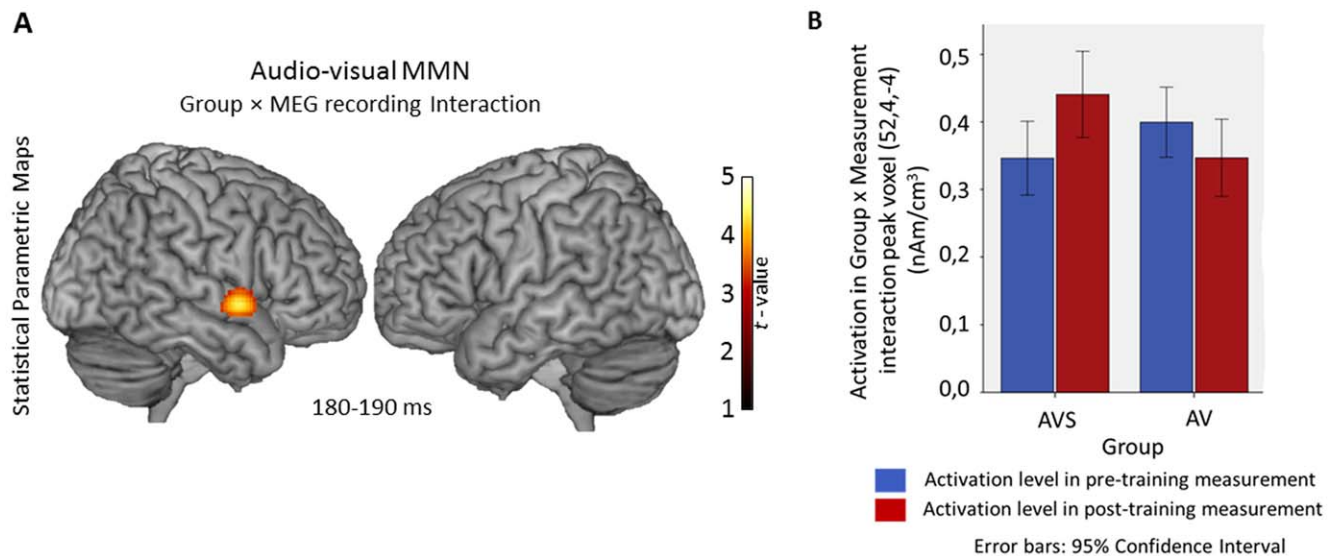 A
Audio-visual MMN
Group × MEG recording Interaction
Statistical Parametric Maps
180-190 ms
5
4
3
2
1
t - value
B
Activation in Group x Measurement
interaction peak voxel (52,4,-4)
(nAm/cm³)
0,5
0,4
0,3
0,2
0,1
0,0
AVS AV
Group
Activation level in pre-training measurement
Activation level in post-training measurement
Error bars: 95% Confidence Interval